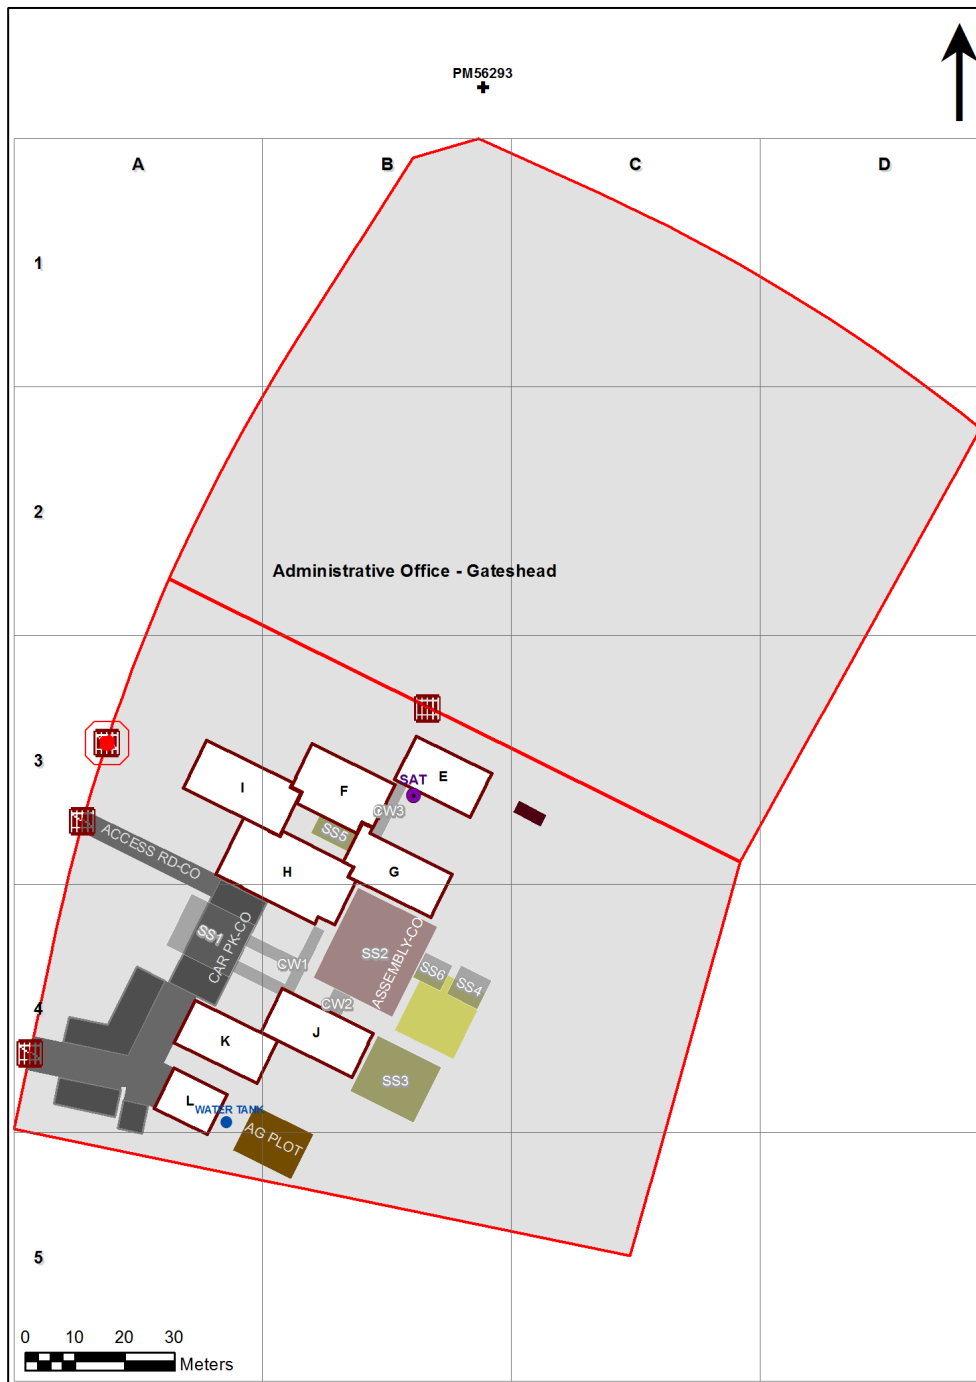 PM56293
A
B
C
D
1
2
Administrative Office - Gateshead
3
SAT
E
I
F
CW3
SS5
ACCESS RD-CO
H
G
SS1
CAR PK-CO
SS2
ASSEMBLY-CO
CW1
SS6
SS4
CW2
4
J
K
SS3
L
WATER TANK
AG PLOT
5
0 10 20 30
Meters